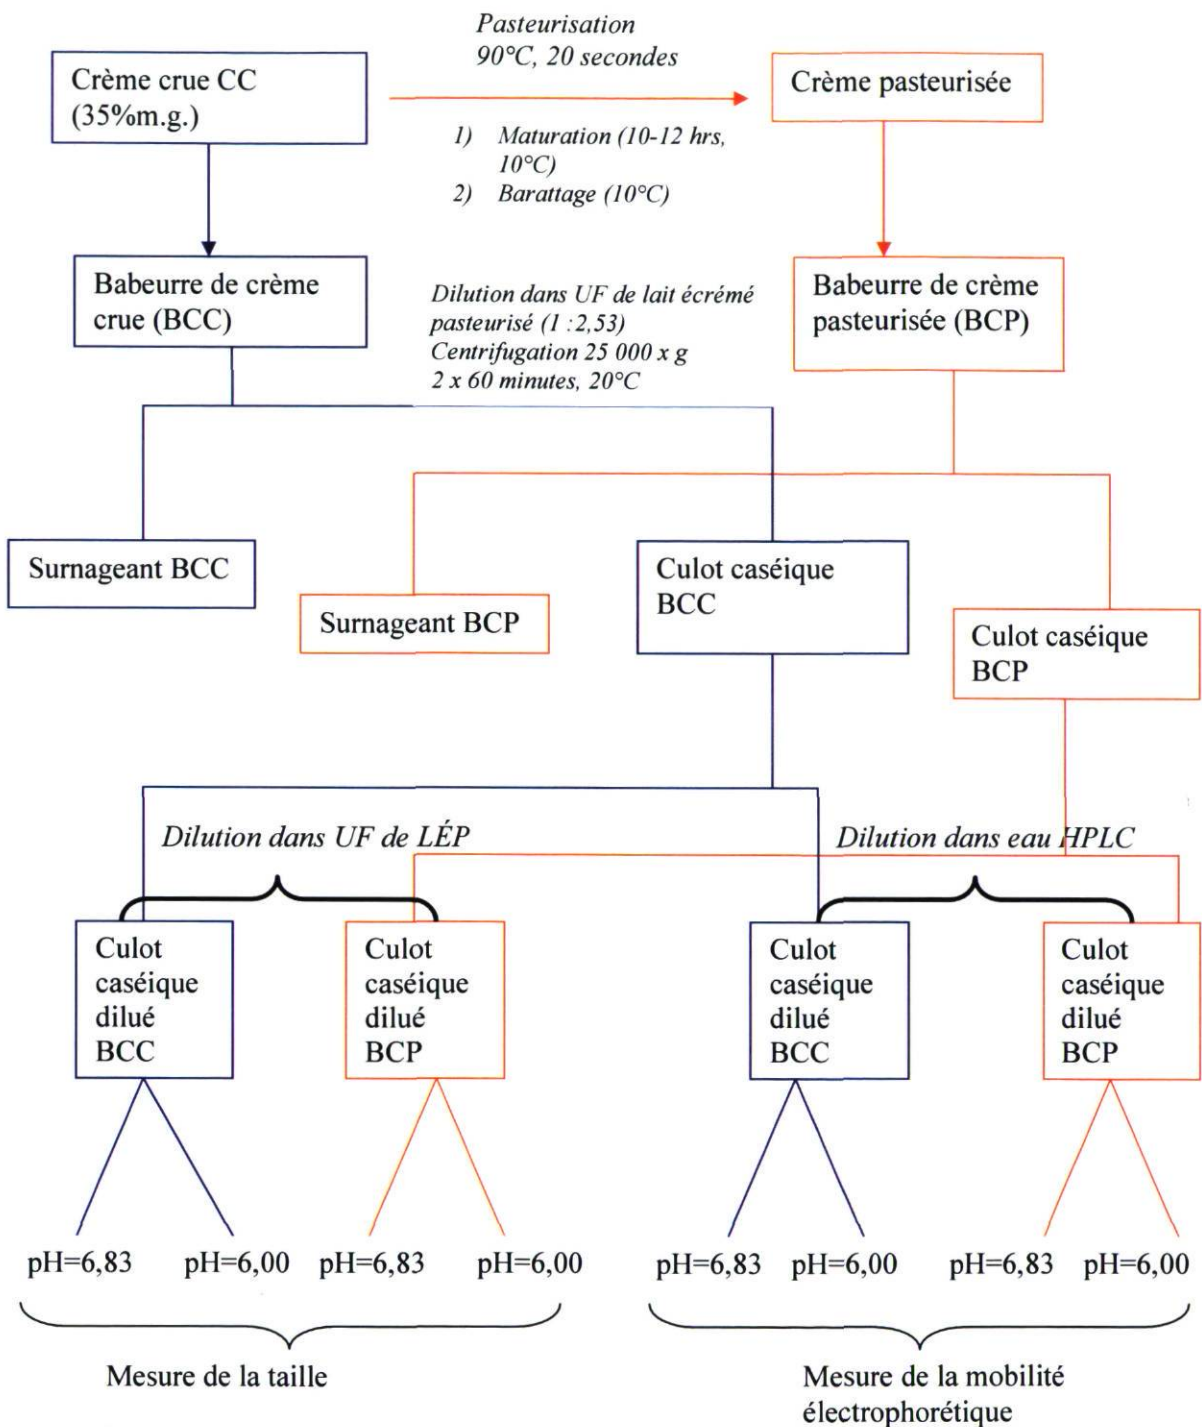 Pasteurisation
90°C, 20 secondes
Crème crue CC
(35%m.g.)
Crème pasteurisée
1) Maturation (10-12 hrs,
10°C)
2) Barattage (10°C)
Babeurre de crème
crue (BCC)
Dilution dans UF de lait écrémé
pasteurisé (1 :2,53)
Centrifugation 25 000 x g
2 x 60 minutes, 20°C
Babeurre de crème
pasteurisée (BCP)
Surnageant BCC
Surnageant BCP
Culot caséique
BCC
Culot caséique
BCP
Dilution dans UF de LÉP
Dilution dans eau HPLC
Culot
caséique
dilué
BCC
Culot
caséique
dilué
BCP
Culot
caséique
dilué
BCC
Culot
caséique
dilué
BCP
pH=6,83 pH=6,00 pH=6,83 pH=6,00 pH=6,83 pH=6,00 pH=6,83 pH=6,00
Mesure de la taille
Mesure de la mobilité
électrophorétique